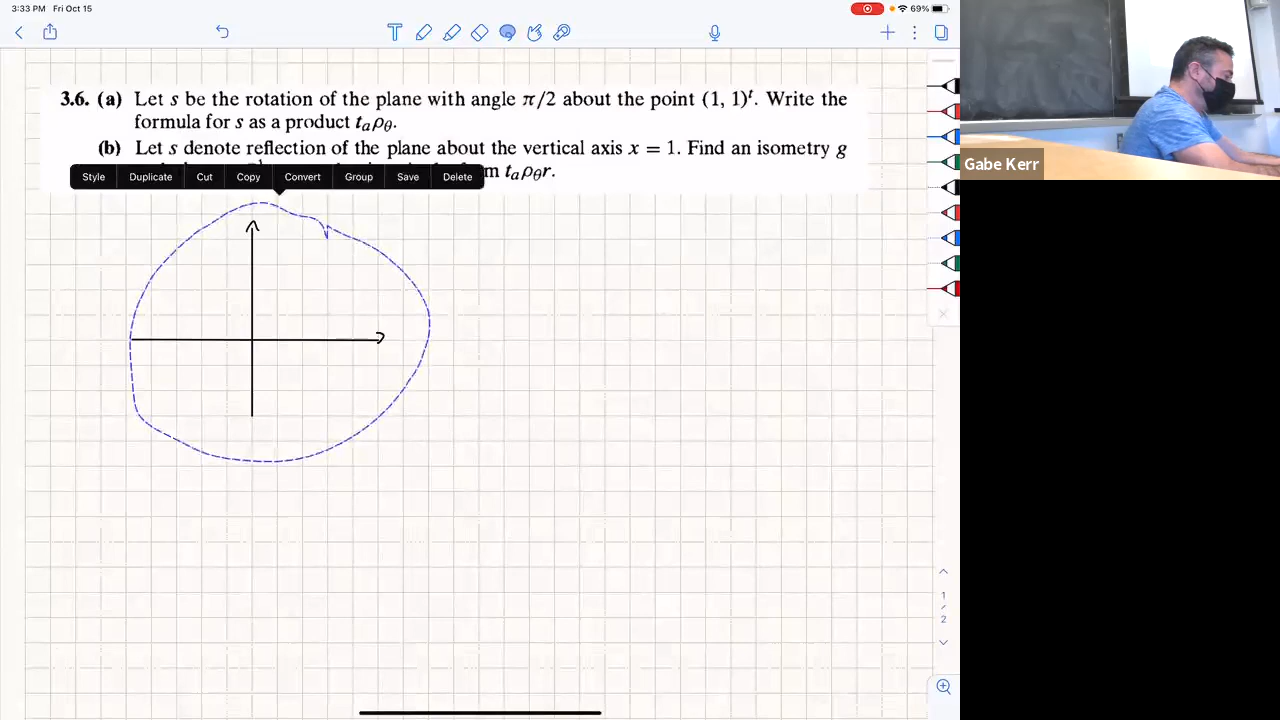 3:33 PM Fri Oct 15
69%
3.6. (a) Let s be the rotation of the plane with angle π/2 about the point (1, 1)ᵗ. Write the
formula for s as a product tₐρ_θ.
(b) Let s denote reflection of the plane about the vertical axis x = 1. Find an isometry g
m tₐρ_θr.
Style Duplicate Cut Copy Convert Group Save Delete
Gabe Kerr
1
/
2